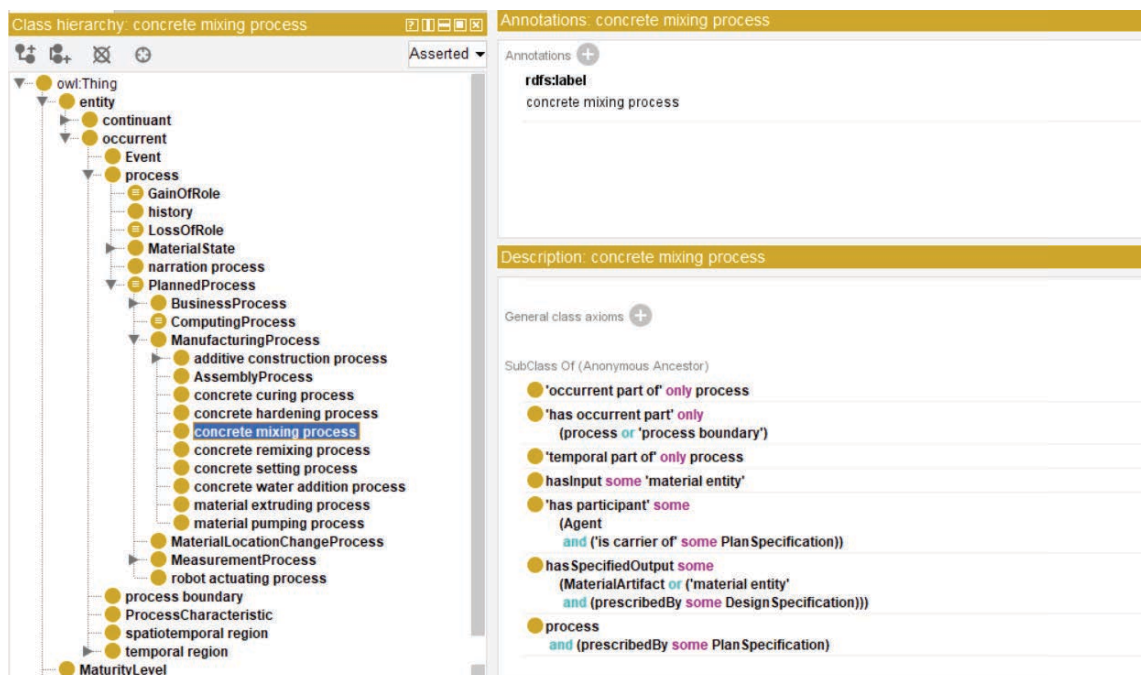 Class hierarchy: concrete mixing process
Asserted
owl:Thing
entity
continuant
occurrent
Event
process
GainOfRole
history
LossOfRole
MaterialState
narration process
PlannedProcess
BusinessProcess
ComputingProcess
ManufacturingProcess
additive construction process
AssemblyProcess
concrete curing process
concrete hardening process
concrete mixing process
concrete remixing process
concrete setting process
concrete water addition process
material extruding process
material pumping process
MaterialLocationChangeProcess
MeasurementProcess
robot actuating process
process boundary
ProcessCharacteristic
spatiotemporal region
temporal region
MaturityLevel
Annotations: concrete mixing process
Annotations
rdfs:label
concrete mixing process
Description: concrete mixing process
General class axioms
SubClass Of (Anonymous Ancestor)
'occurrent part of' only process
'has occurrent part' only
(process or 'process boundary')
'temporal part of' only process
hasInput some 'material entity'
'has participant' some
(Agent
and ('is carrier of' some PlanSpecification))
hasSpecifiedOutput some
(MaterialArtifact or ('material entity'
and (prescribedBy some DesignSpecification)))
process
and (prescribedBy some PlanSpecification)